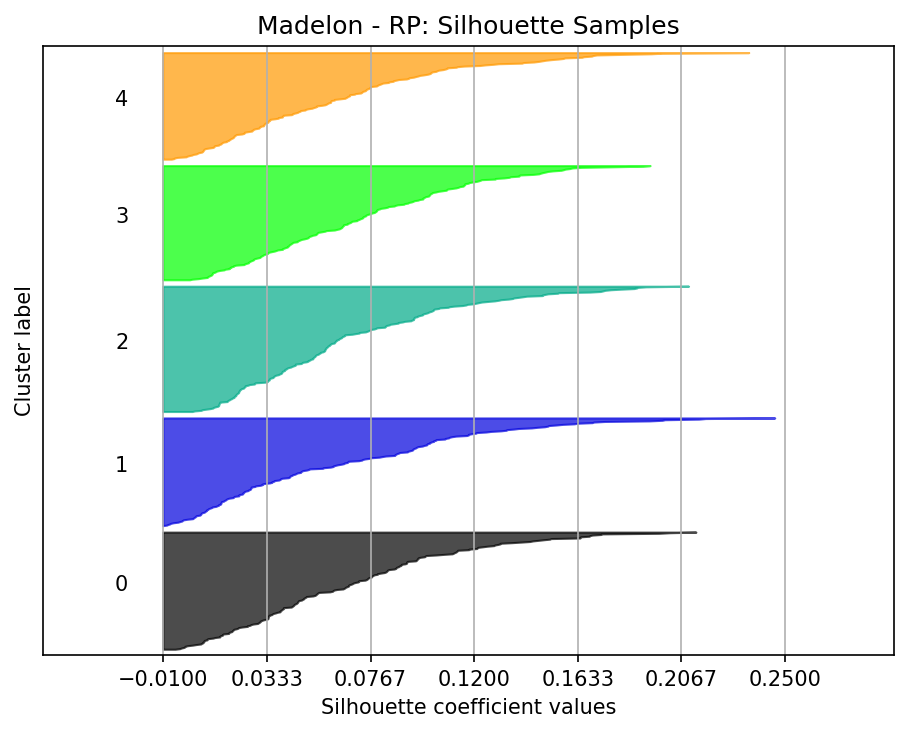 Madelon - RP: Silhouette Samples
4
3
2
1
0
Cluster label
−0.0100 0.0333 0.0767 0.1200 0.1633 0.2067 0.2500
Silhouette coefficient values